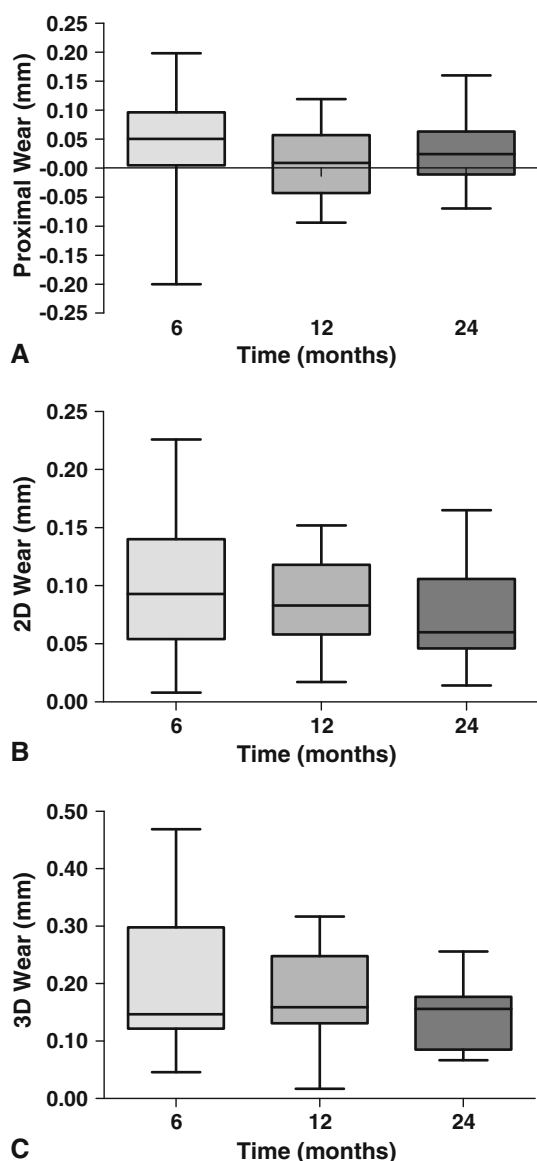 0.25
0.20
0.15
0.10
0.05
-0.00
-0.05
-0.10
-0.15
-0.20
-0.25
Proximal Wear (mm)
6 12 24
Time (months)
A
0.25
0.20
0.15
0.10
0.05
0.00
2D Wear (mm)
6 12 24
Time (months)
B
0.50
0.40
0.30
0.20
0.10
0.00
3D Wear (mm)
6 12 24
Time (months)
C